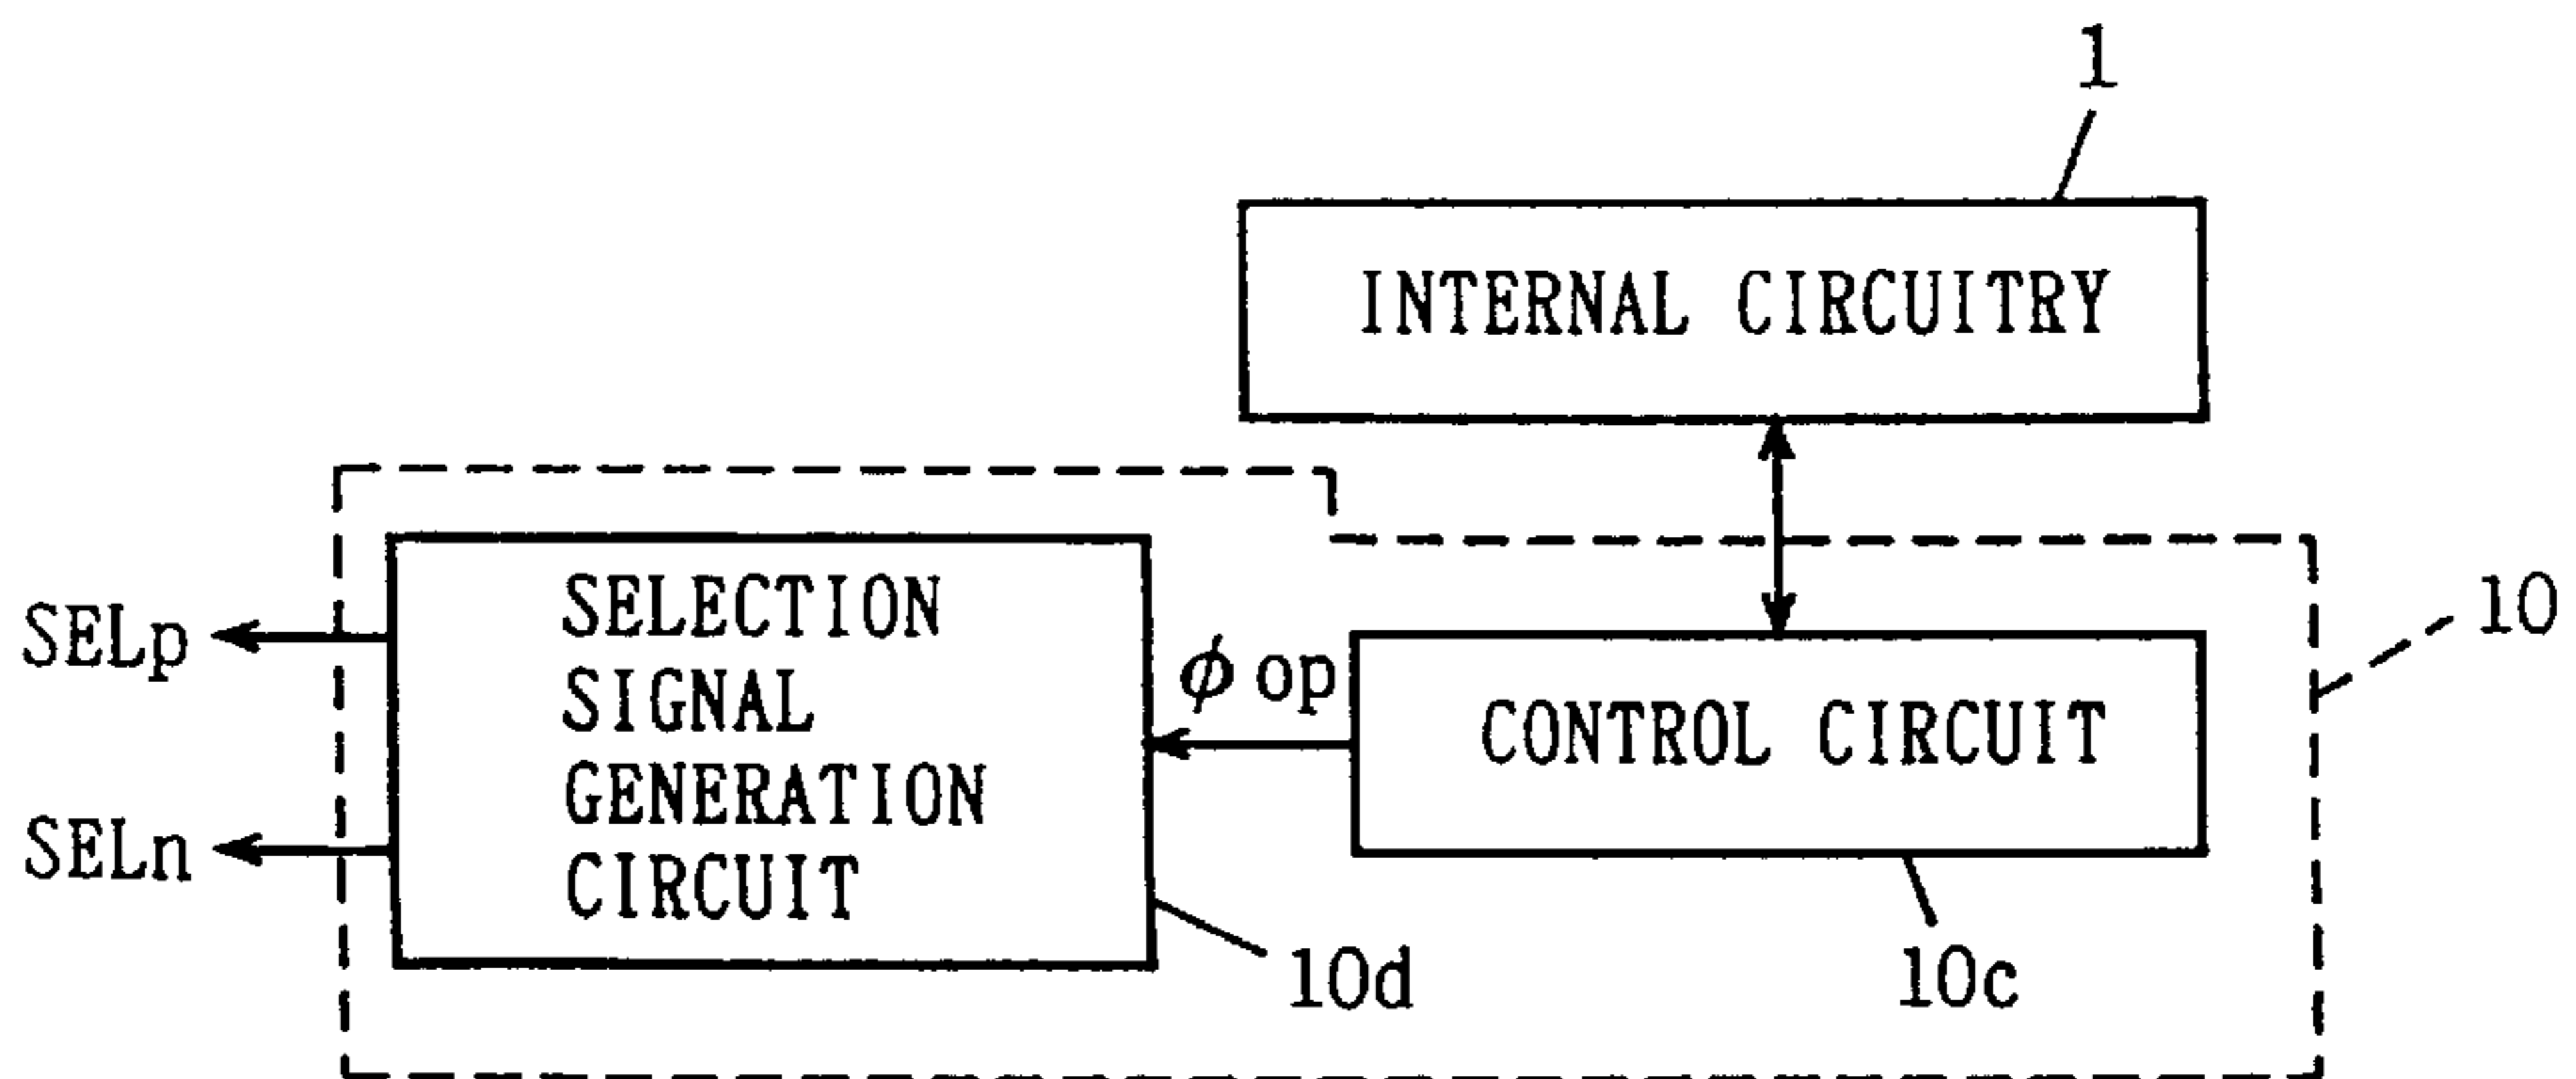 1
INTERNAL CIRCUITRY
SELp
SELn
SELECTION
SIGNAL
GENERATION
CIRCUIT
ϕ op
CONTROL CIRCUIT
10
10d
10c